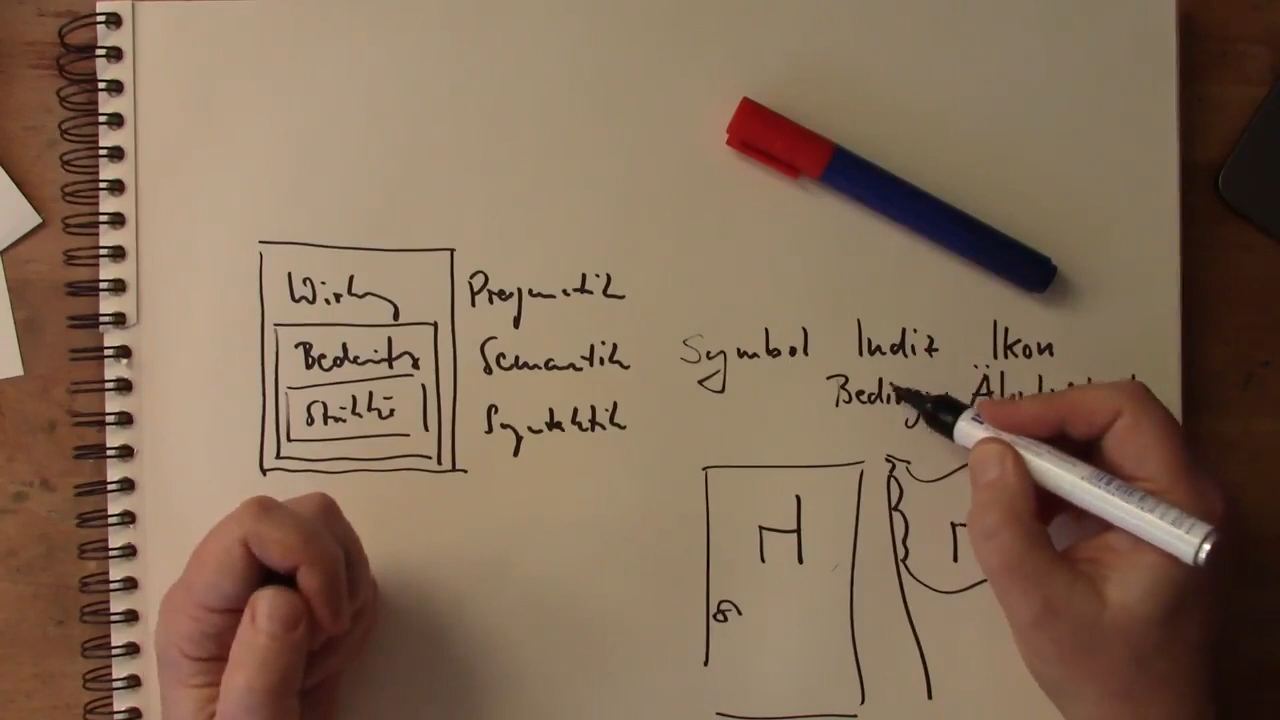 Wirkung Pragmatik
Bedeutung Semantik
Struktur Syntaktik
Symbol Indiz Ikon